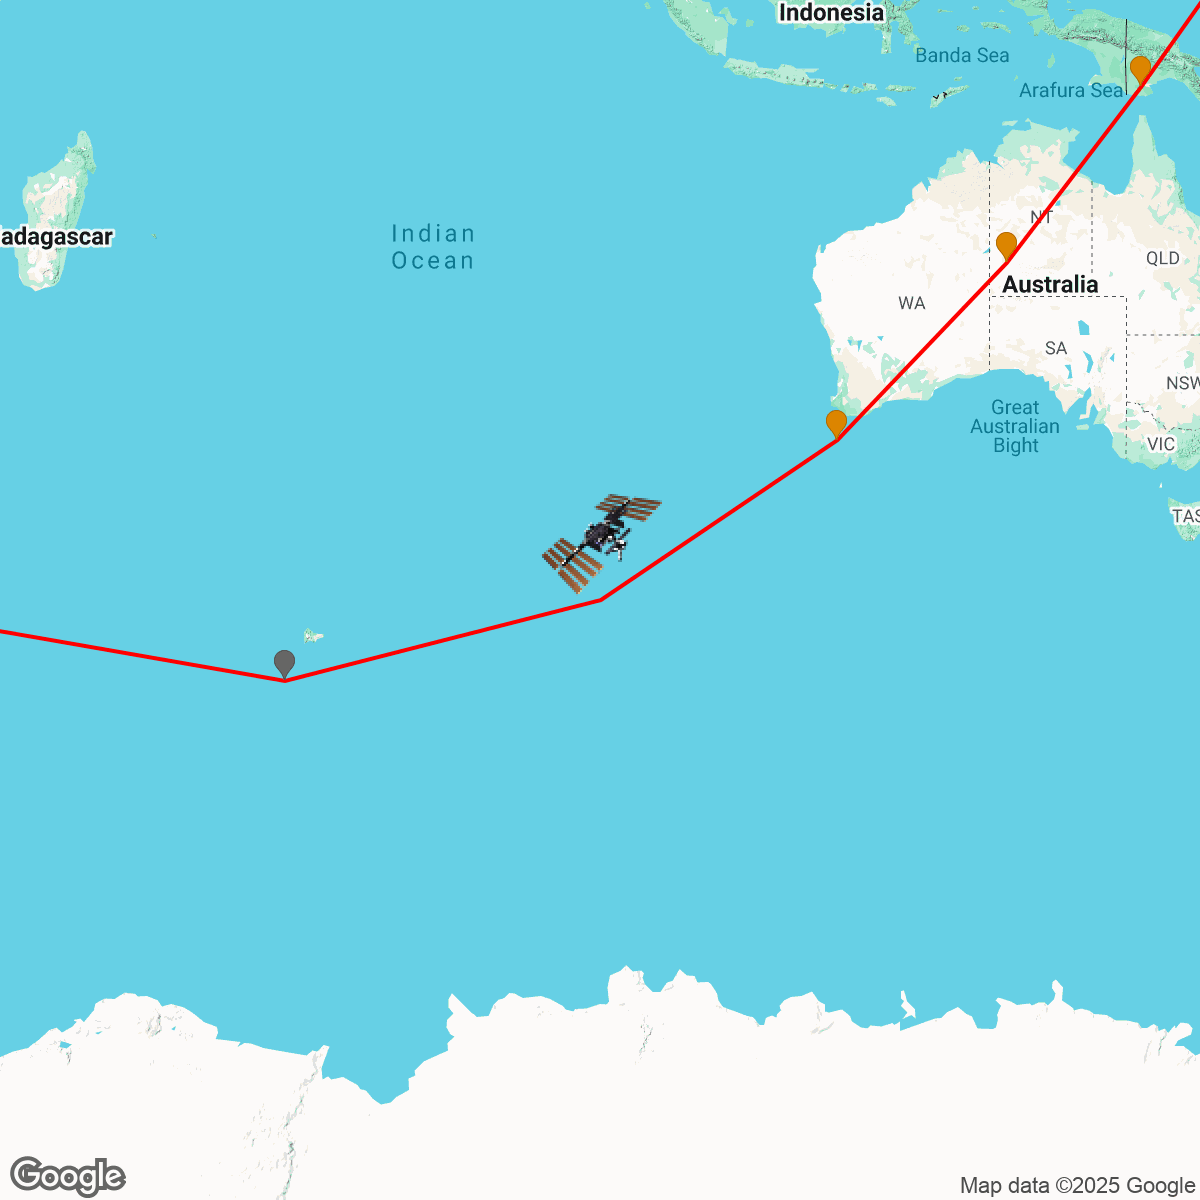 Indonesia
Banda Sea
Arafura Sea
adagascar
Indian
Ocean
NT
QLD
Australia
WA
SA
NSW
Great
Australian
Bight
VIC
TAS
Google
Map data ©2025 Google